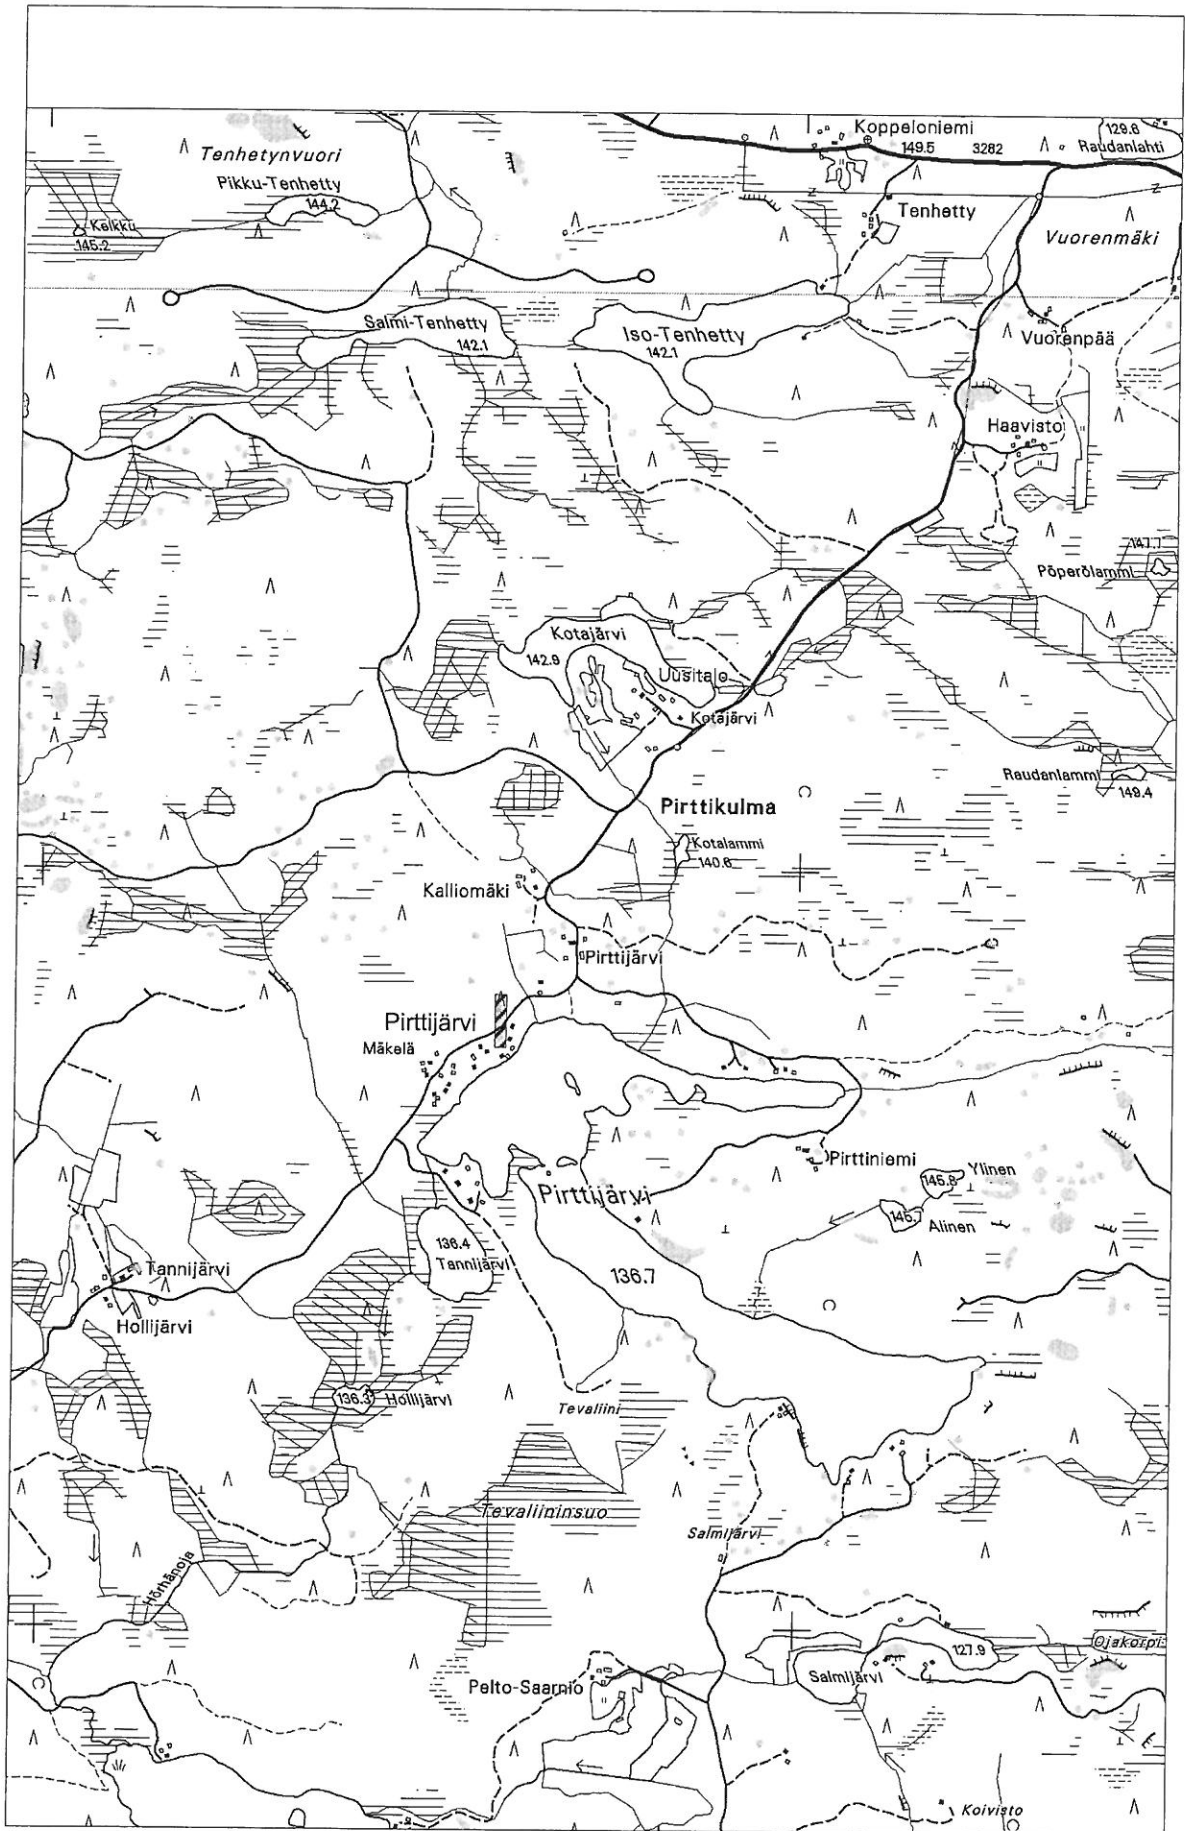 Koppeloniemi
129.8
149.5
3282
Raudanlahti
Tenhetynvuori
Pikku-Tenhetty
144.2
Kelkku
145.2
Tenhetty
Vuorenmäki
Z
Z
Salmi-Tenhetty
142.1
Iso-Tenhetty
142.1
Vuorenpää
Haavisto
147.7
Pöperölammi
Kotajärvi
142.9
Uusitalo
Kotajärvi
Raudanlammi
149.4
Pirttikulma
Kotalammi
140.8
Kalliomäki
Pirttijärvi
Pirttijärvi
Mäkelä
Pirttiniemi
Ylinen
145.8
145.7
Alinen
Pirttijärvi
136.4
Tannijärvi
Tannijärvi
136.7
Hollijärvi
136.3
Hollijärvi
Tevaliini
Tevaliininsuo
Salmijärvi
Hörhänoja
127.9
Ojakorpi
Pelto-Saarnio
Salmijärvi
Koivisto